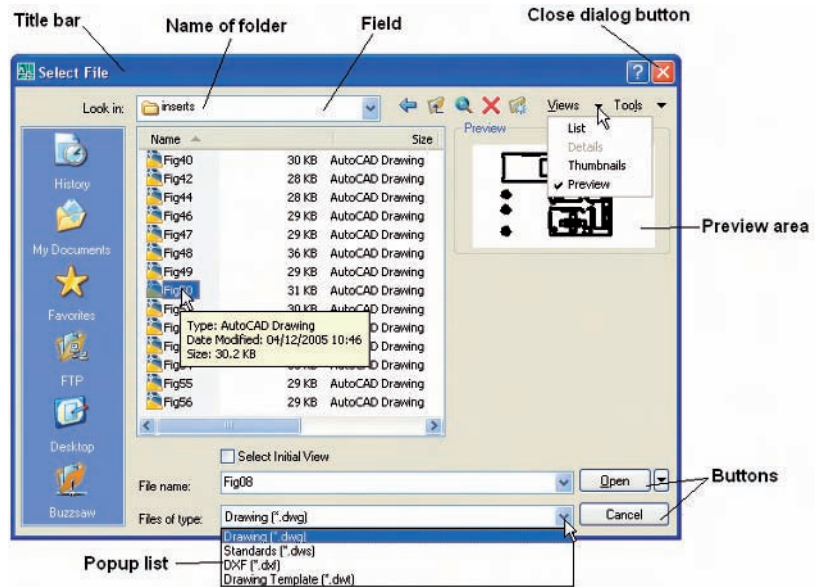 Title bar
Name of folder
Field
Close dialog button
Select File
Look in:
inserts
Views
Tools
Name
Size
Preview
List
Details
Thumbnails
Preview
History
My Documents
Favorites
FTP
Desktop
Buzzsaw
Fig40 30 KB AutoCAD Drawing
Fig42 28 KB AutoCAD Drawing
Fig44 28 KB AutoCAD Drawing
Fig46 29 KB AutoCAD Drawing
Fig47 29 KB AutoCAD Drawing
Fig48 36 KB AutoCAD Drawing
Fig49 29 KB AutoCAD Drawing
31 KB AutoCAD Drawing
30 KB AutoCAD Drawing
Type: AutoCAD Drawing
Date Modified: 04/12/2005 10:46
Size: 30.2 KB
Fig55 29 KB AutoCAD Drawing
Fig56 29 KB AutoCAD Drawing
Preview area
Select Initial View
File name:
Fig08
Open
Buttons
Files of type:
Drawing (*.dwg)
Cancel
Drawing (*.dwg)
Standards (*.dws)
Popup list
DXF (*.dxf)
Drawing Template (*.dwt)